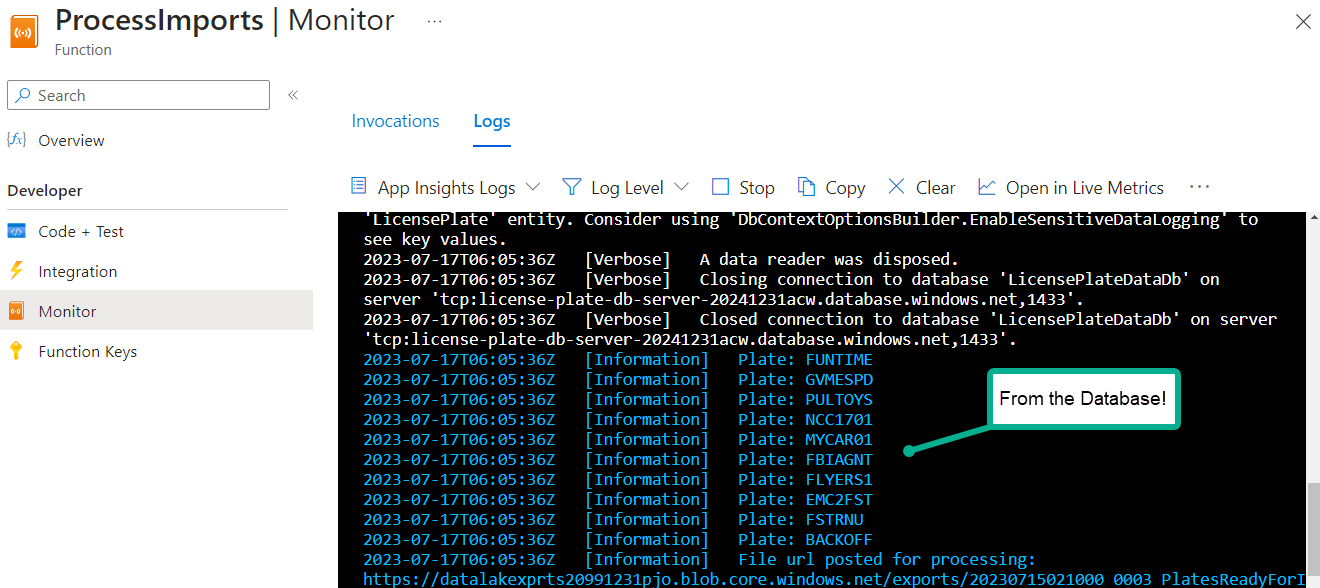 ProcessImports | Monitor ...
Function
Search
Overview
Developer
Code + Test
Integration
Monitor
Function Keys
Invocations
Logs
App Insights Logs
Log Level
Stop
Copy
Clear
Open in Live Metrics
...
'LicensePlate' entity. Consider using 'DbContextOptionsBuilder.EnableSensitiveDataLogging' to
see key values.
2023-07-17T06:05:36Z [Verbose] A data reader was disposed.
2023-07-17T06:05:36Z [Verbose] Closing connection to database 'LicensePlateDataDb' on
server 'tcp:license-plate-db-server-20241231acw.database.windows.net,1433'.
2023-07-17T06:05:36Z [Verbose] Closed connection to database 'LicensePlateDataDb' on server
'tcp:license-plate-db-server-20241231acw.database.windows.net,1433'.
2023-07-17T06:05:36Z [Information] Plate: FUNTIME
2023-07-17T06:05:36Z [Information] Plate: GVMESPD
2023-07-17T06:05:36Z [Information] Plate: PULTOYS
2023-07-17T06:05:36Z [Information] Plate: NCC1701
2023-07-17T06:05:36Z [Information] Plate: MYCAR01
2023-07-17T06:05:36Z [Information] Plate: FBIAGNT
2023-07-17T06:05:36Z [Information] Plate: FLYERS1
2023-07-17T06:05:36Z [Information] Plate: EMC2FST
2023-07-17T06:05:36Z [Information] Plate: FSTRNU
2023-07-17T06:05:36Z [Information] Plate: BACKOFF
2023-07-17T06:05:36Z [Information] File url posted for processing:
https://datalakexprts20991231pjo.blob.core.windows.net/exports/20230715021000_0003_PlatesReadyForI
From the Database!